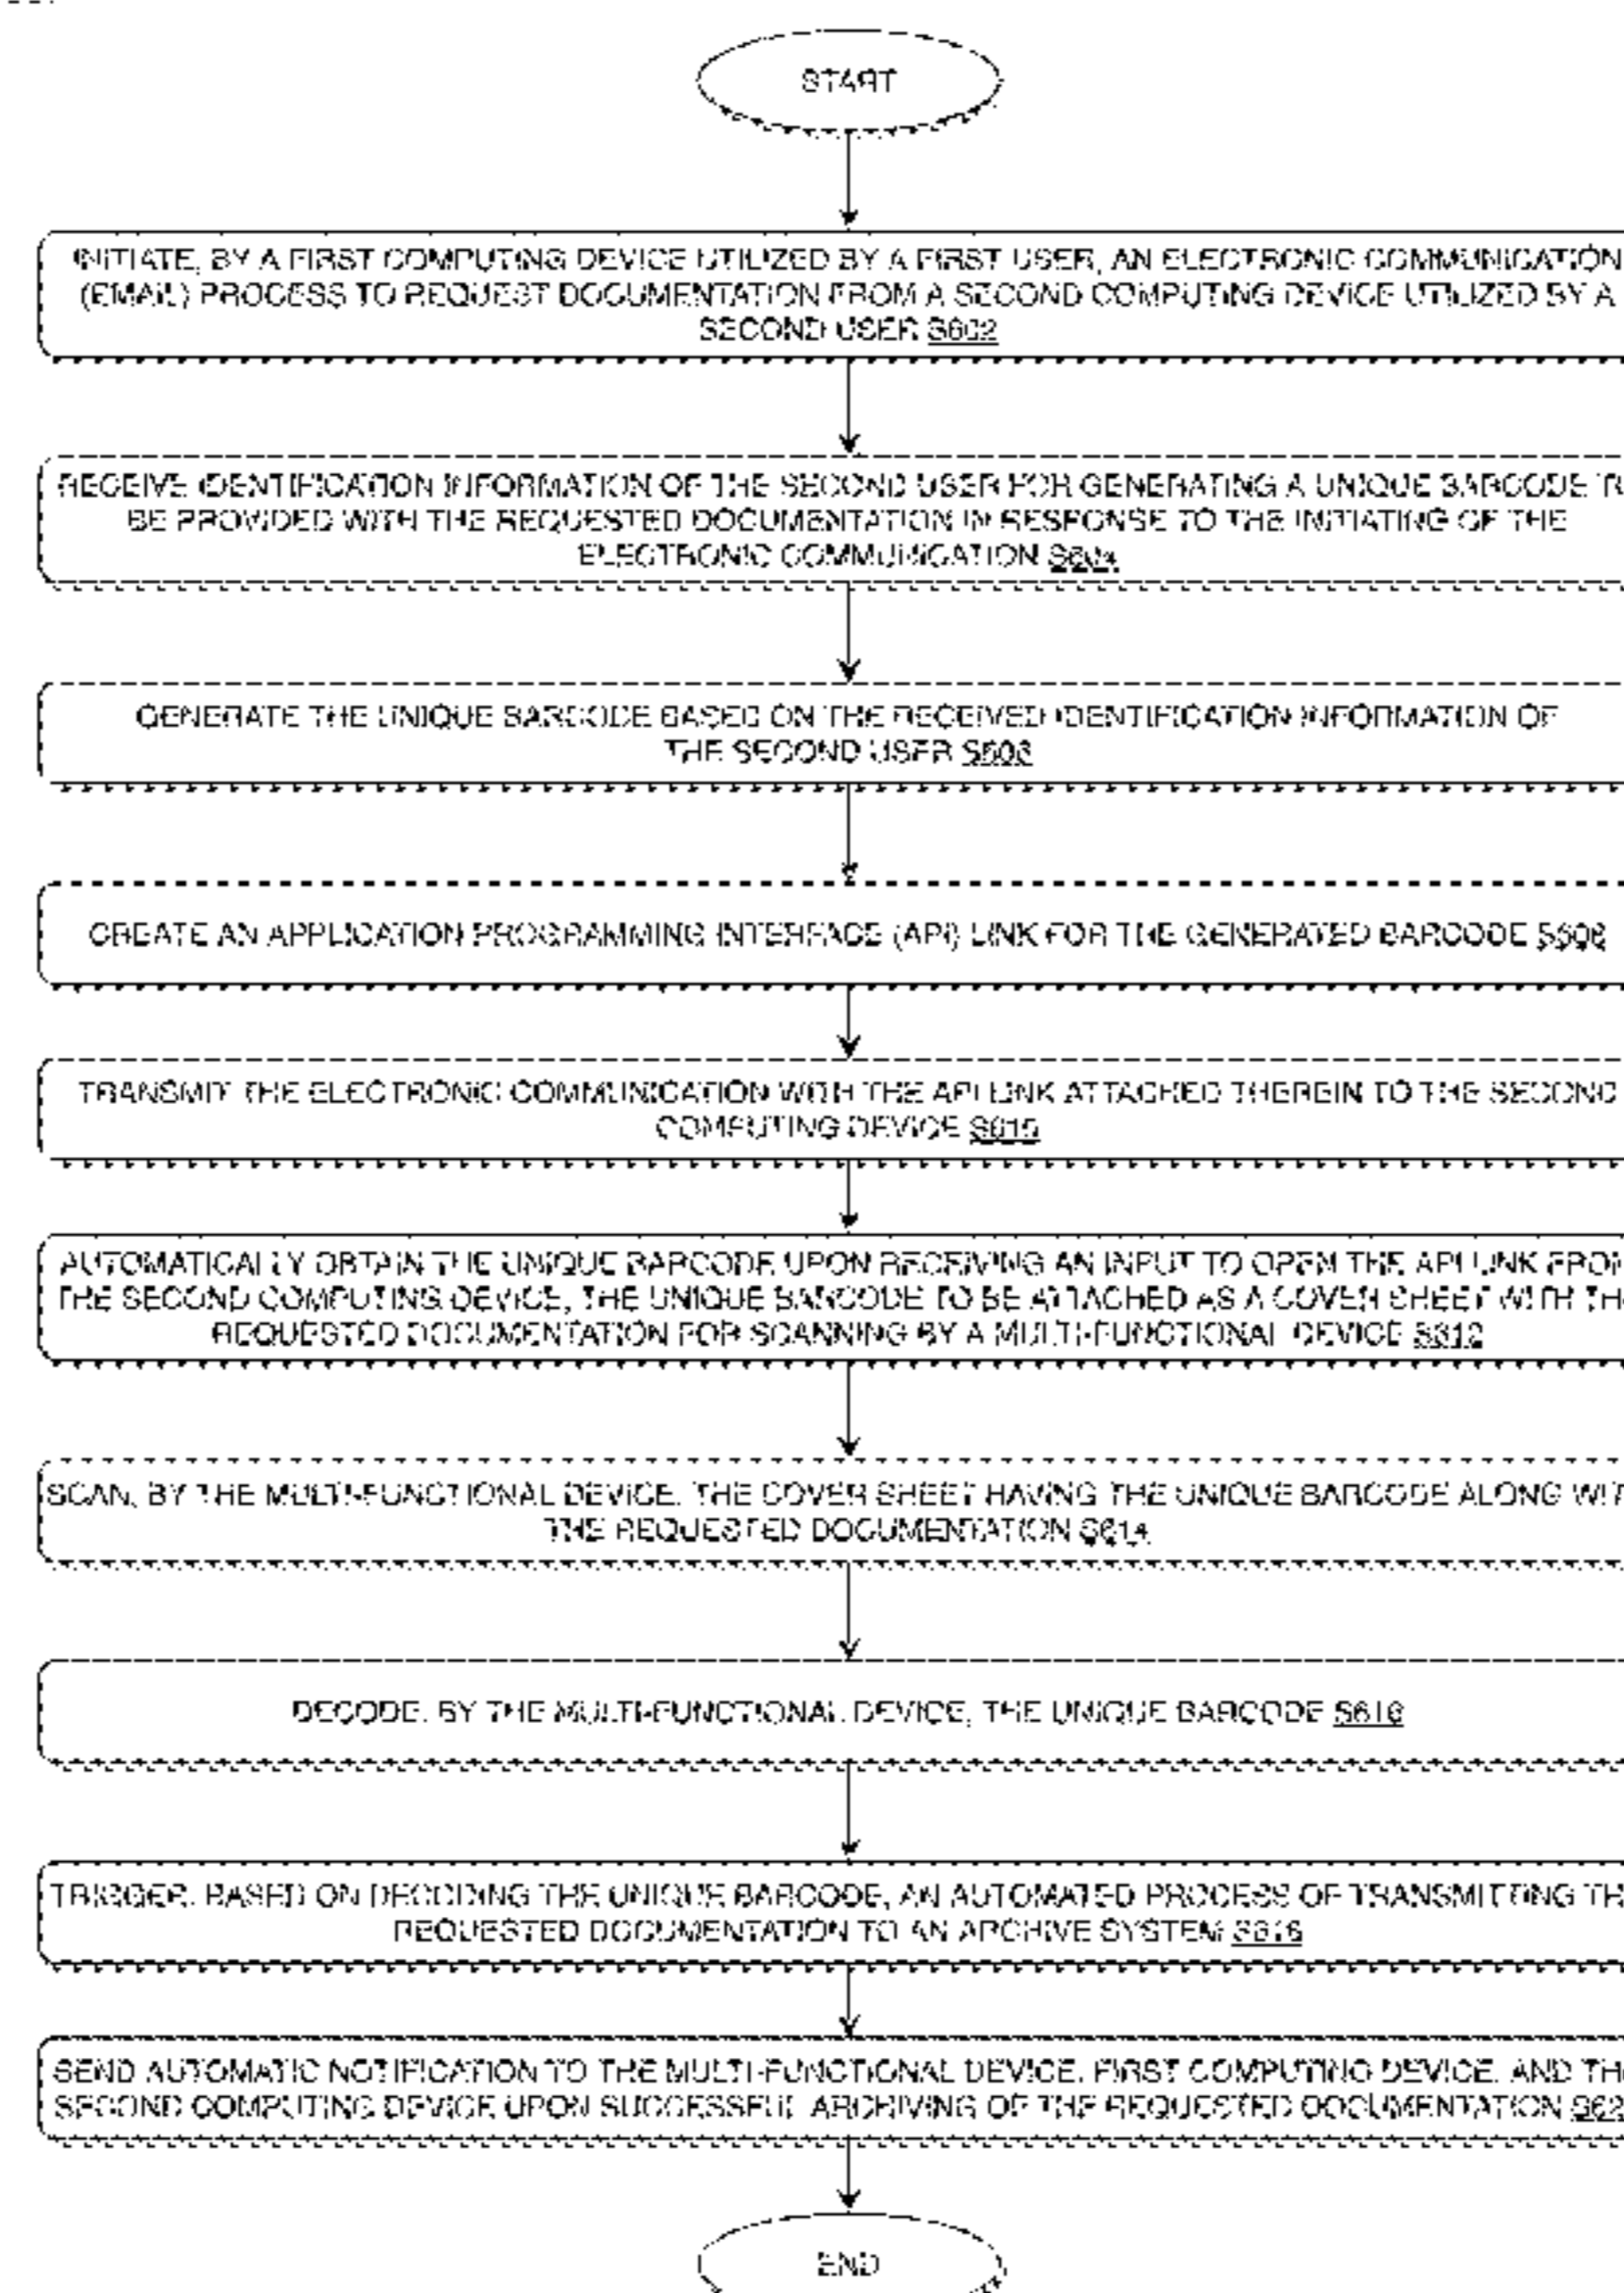 START
INITIATE, BY A FIRST COMPUTING DEVICE UTILIZED BY A FIRST USER, AN ELECTRONIC COMMUNICATION
(EMAIL) PROCESS TO REQUEST DOCUMENTATION FROM A SECOND COMPUTING DEVICE UTILIZED BY A
SECOND USER S602
RECEIVE IDENTIFICATION INFORMATION OF THE SECOND USER FOR GENERATING A UNIQUE BARCODE
BE PROVIDED WITH THE REQUESTED DOCUMENTATION IN RESPONSE TO THE INITIATING OF THE
ELECTRONIC COMMUNICATION S604
GENERATE THE UNIQUE BARCODE BASED ON THE RECEIVED IDENTIFICATION INFORMATION OF
THE SECOND USER S606
CREATE AN APPLICATION PROGRAMMING INTERFACE (API) LINK FOR THE GENERATED BARCODE S608
TRANSMIT THE ELECTRONIC COMMUNICATION WITH THE API LINK ATTACHED THEREIN TO THE SECOND
COMPUTING DEVICE S610
AUTOMATICALLY OBTAIN THE UNIQUE BARCODE UPON RECEIVING AN INPUT TO OPEN THE API LINK
THE SECOND COMPUTING DEVICE, THE UNIQUE BARCODE TO BE ATTACHED AS A COVER SHEET WITH
REQUESTED DOCUMENTATION FOR SCANNING BY A MULTI-FUNCTIONAL DEVICE S612
SCAN, BY THE MULTI-FUNCTIONAL DEVICE, THE COVER SHEET HAVING THE UNIQUE BARCODE ALONG
THE REQUESTED DOCUMENTATION S614
DECODE, BY THE MULTI-FUNCTIONAL DEVICE, THE UNIQUE BARCODE S616
TRIGGER, BASED ON DECODING THE UNIQUE BARCODE, AN AUTOMATED PROCESS OF TRANSMITTING
REQUESTED DOCUMENTATION TO AN ARCHIVE SYSTEM S618
SEND AUTOMATIC NOTIFICATION TO THE MULTI-FUNCTIONAL DEVICE, FIRST COMPUTING DEVICE, AND
SECOND COMPUTING DEVICE UPON SUCCESSFUL ARCHIVING OF THE REQUESTED DOCUMENTATION
END